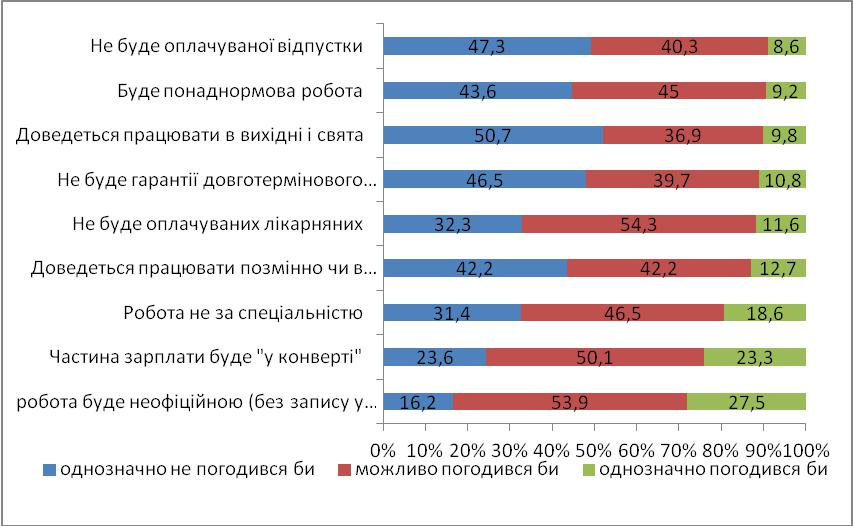 Не буде оплачуваної відпустки 47,3 40,3 8,6
Буде понаднормова робота 43,6 45 9,2
Доведеться працювати в вихідні і свята 50,7 36,9 9,8
Не буде гарантії довготермінового... 46,5 39,7 10,8
Не буде оплачуваних лікарняних 32,3 54,3 11,6
Доведеться працювати позмінно чи в... 42,2 42,2 12,7
Робота не за спеціальністю 31,4 46,5 18,6
Частина зарплати буде "у конверті" 23,6 50,1 23,3
робота буде неофіційною (без запису у... 16,2 53,9 27,5
0% 10% 20% 30% 40% 50% 60% 70% 80% 90% 100%
однозначно не погодився би можливо погодився би однозначно погодився би